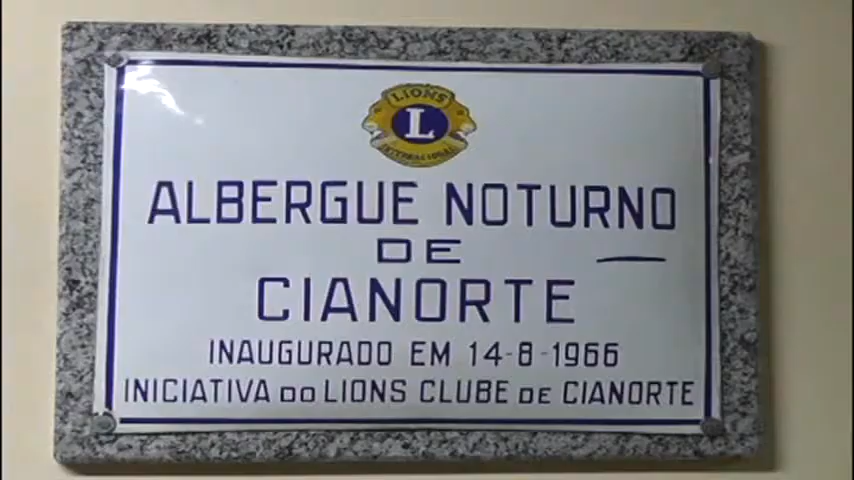 LIONS
L
INTERNACIONAL
ALBERGUE NOTURNO
DE
CIANORTE
INAUGURADO EM 14-8-1966
INICIATIVA DO LIONS CLUBE DE CIANORTE